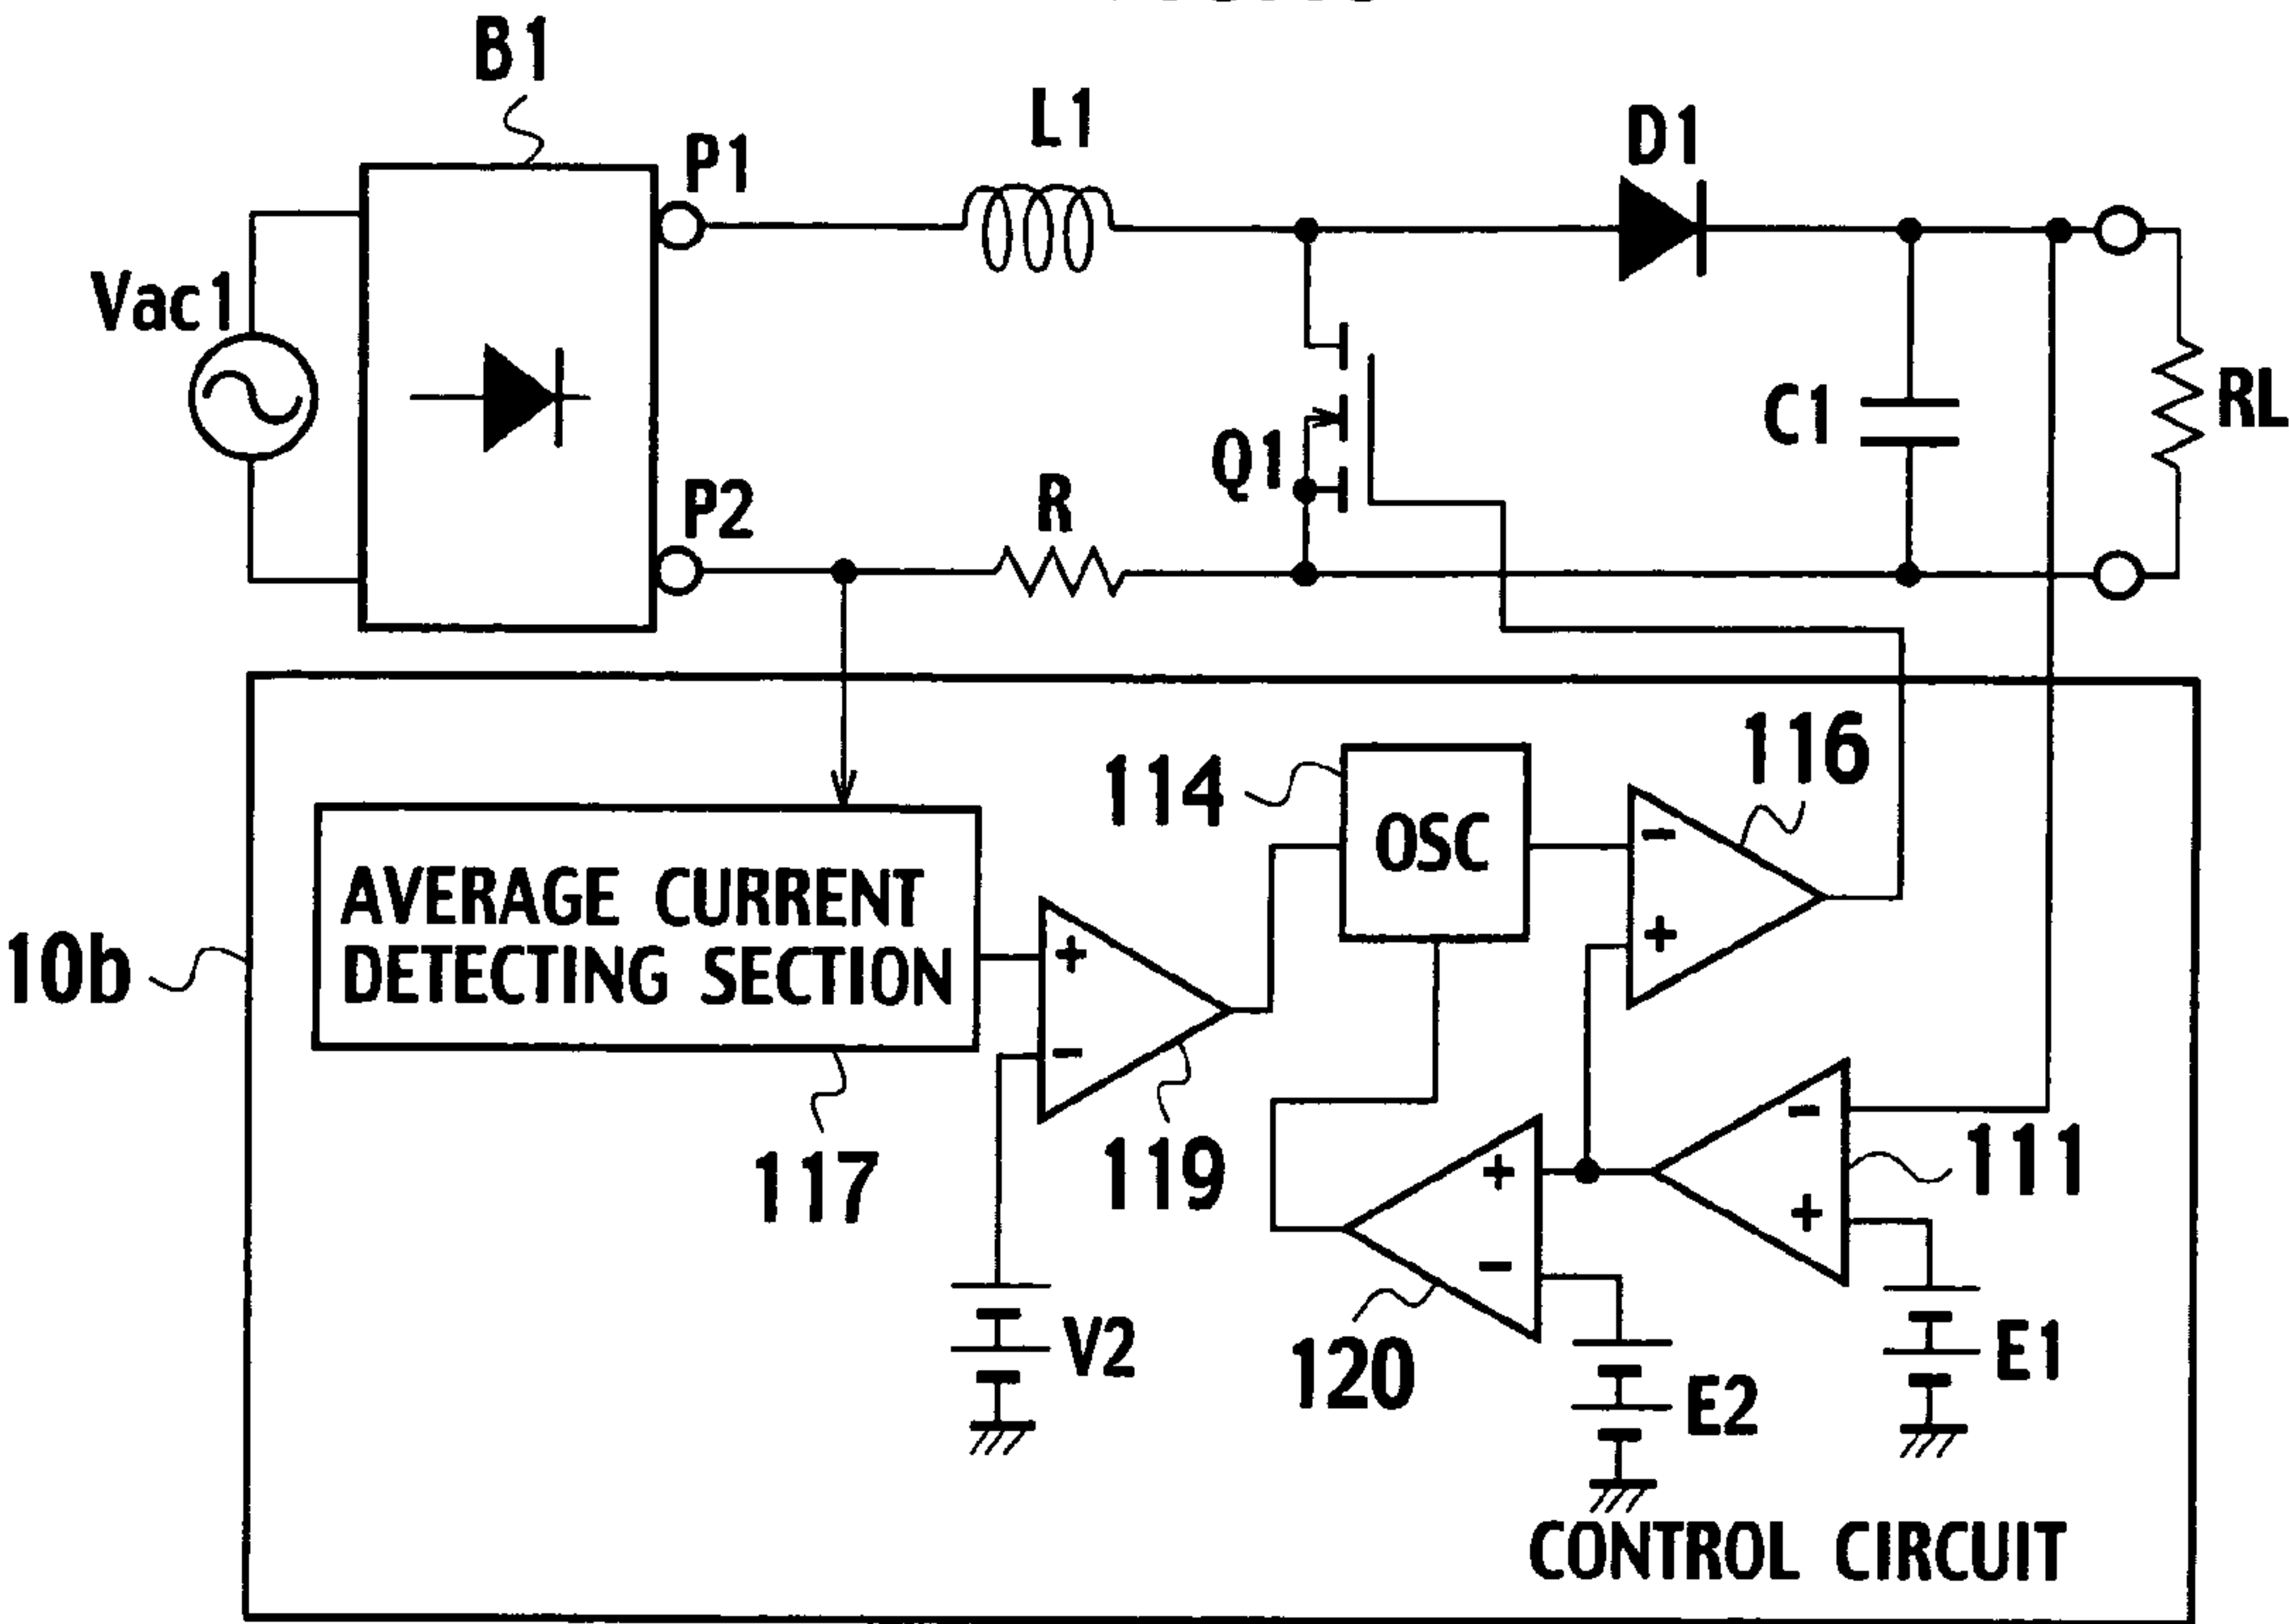 B1
P1
L1
D1
Vac1
P2
R
Q1
C1
RL
114
OSC
116
-
+
10b
AVERAGE CURRENT
DETECTING SECTION
+
-
117
119
111
-
+
+
-
V2
120
E2
E1
CONTROL CIRCUIT